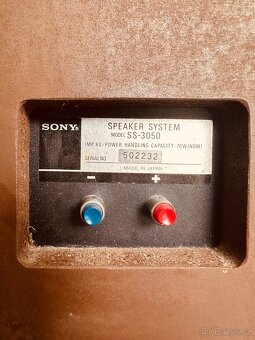 SONY
SPEAKER SYSTEM
MODEL SS-3050
IMP. 8Ω/POWER HANDLING CAPACITY 70W(NOM.)
SERIAL NO. 502232
MADE IN JAPAN
− +